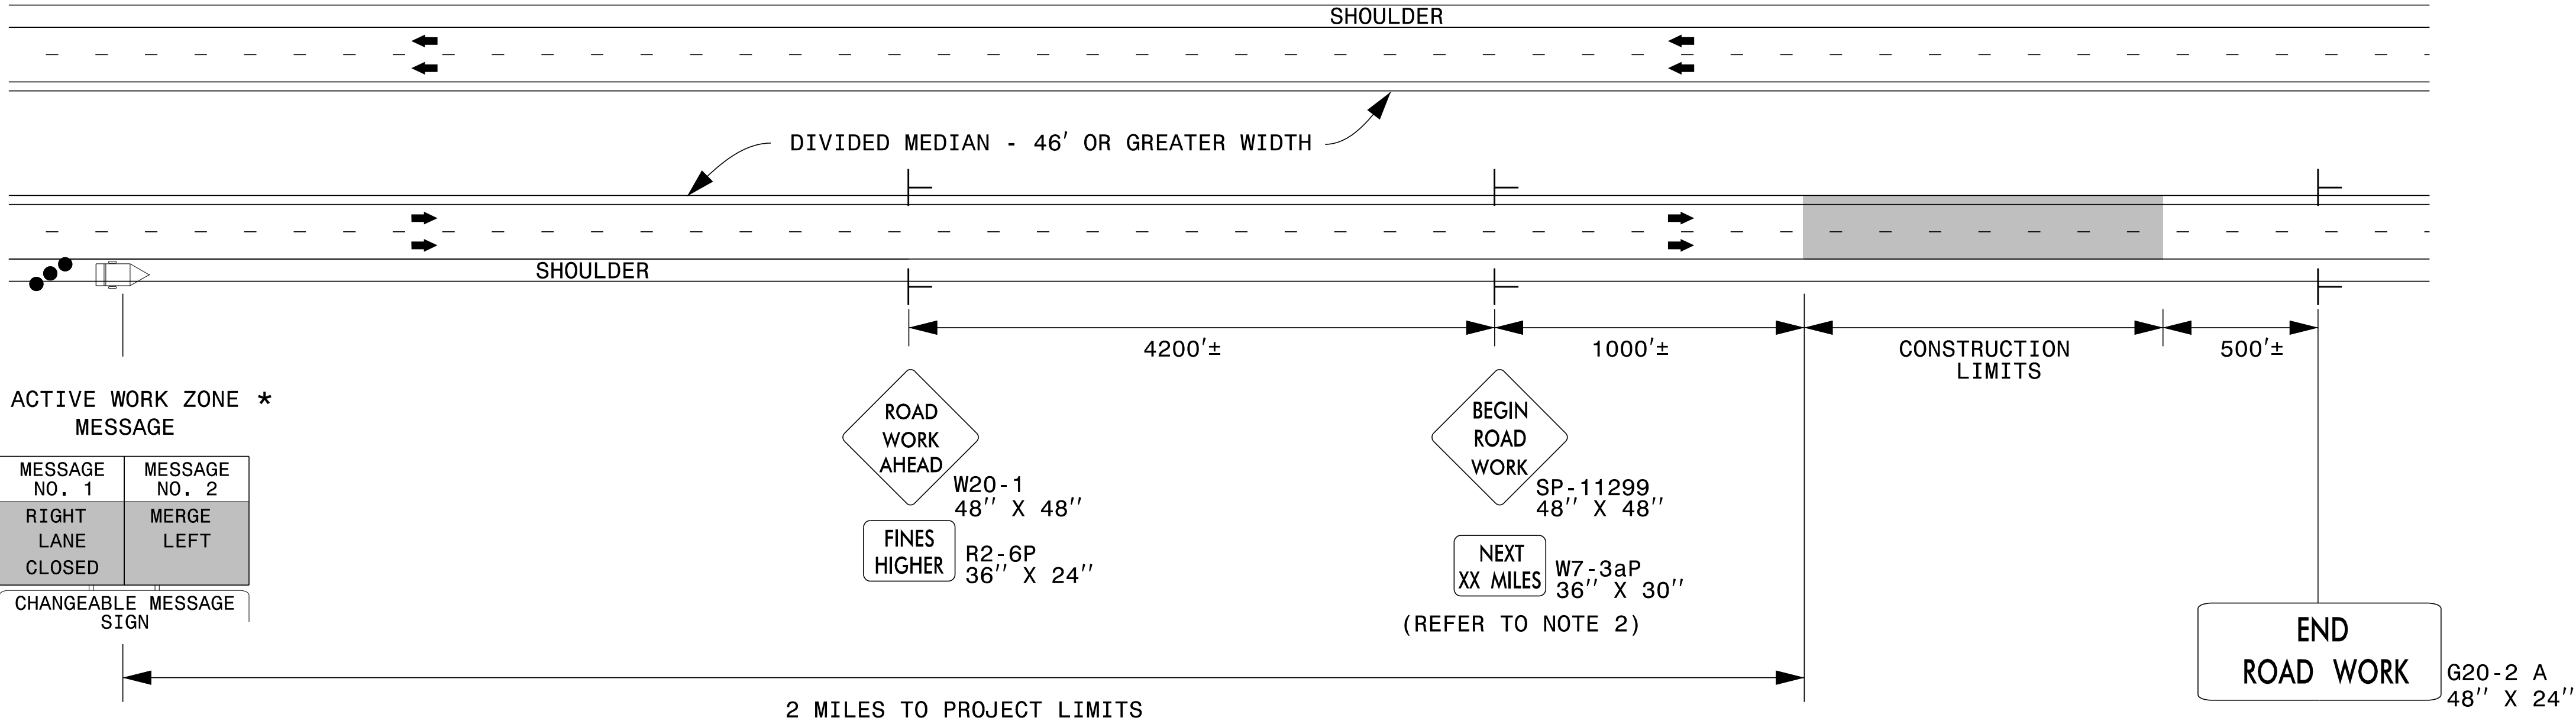 SHOULDER
DIVIDED MEDIAN - 46' OR GREATER WIDTH
SHOULDER
4200'±
1000'±
CONSTRUCTION
LIMITS
500'±
ACTIVE WORK ZONE *
MESSAGE
MESSAGE
NO. 1
MESSAGE
NO. 2
RIGHT
LANE
CLOSED
MERGE
LEFT
CHANGEABLE MESSAGE
SIGN
ROAD
WORK
AHEAD
W20-1
48'' X 48''
FINES
HIGHER
R2-6P
36'' X 24''
BEGIN
ROAD
WORK
SP-11299
48'' X 48''
NEXT
XX MILES
W7-3aP
36'' X 30''
(REFER TO NOTE 2)
END
ROAD WORK
G20-2 A
48'' X 24''
2 MILES TO PROJECT LIMITS